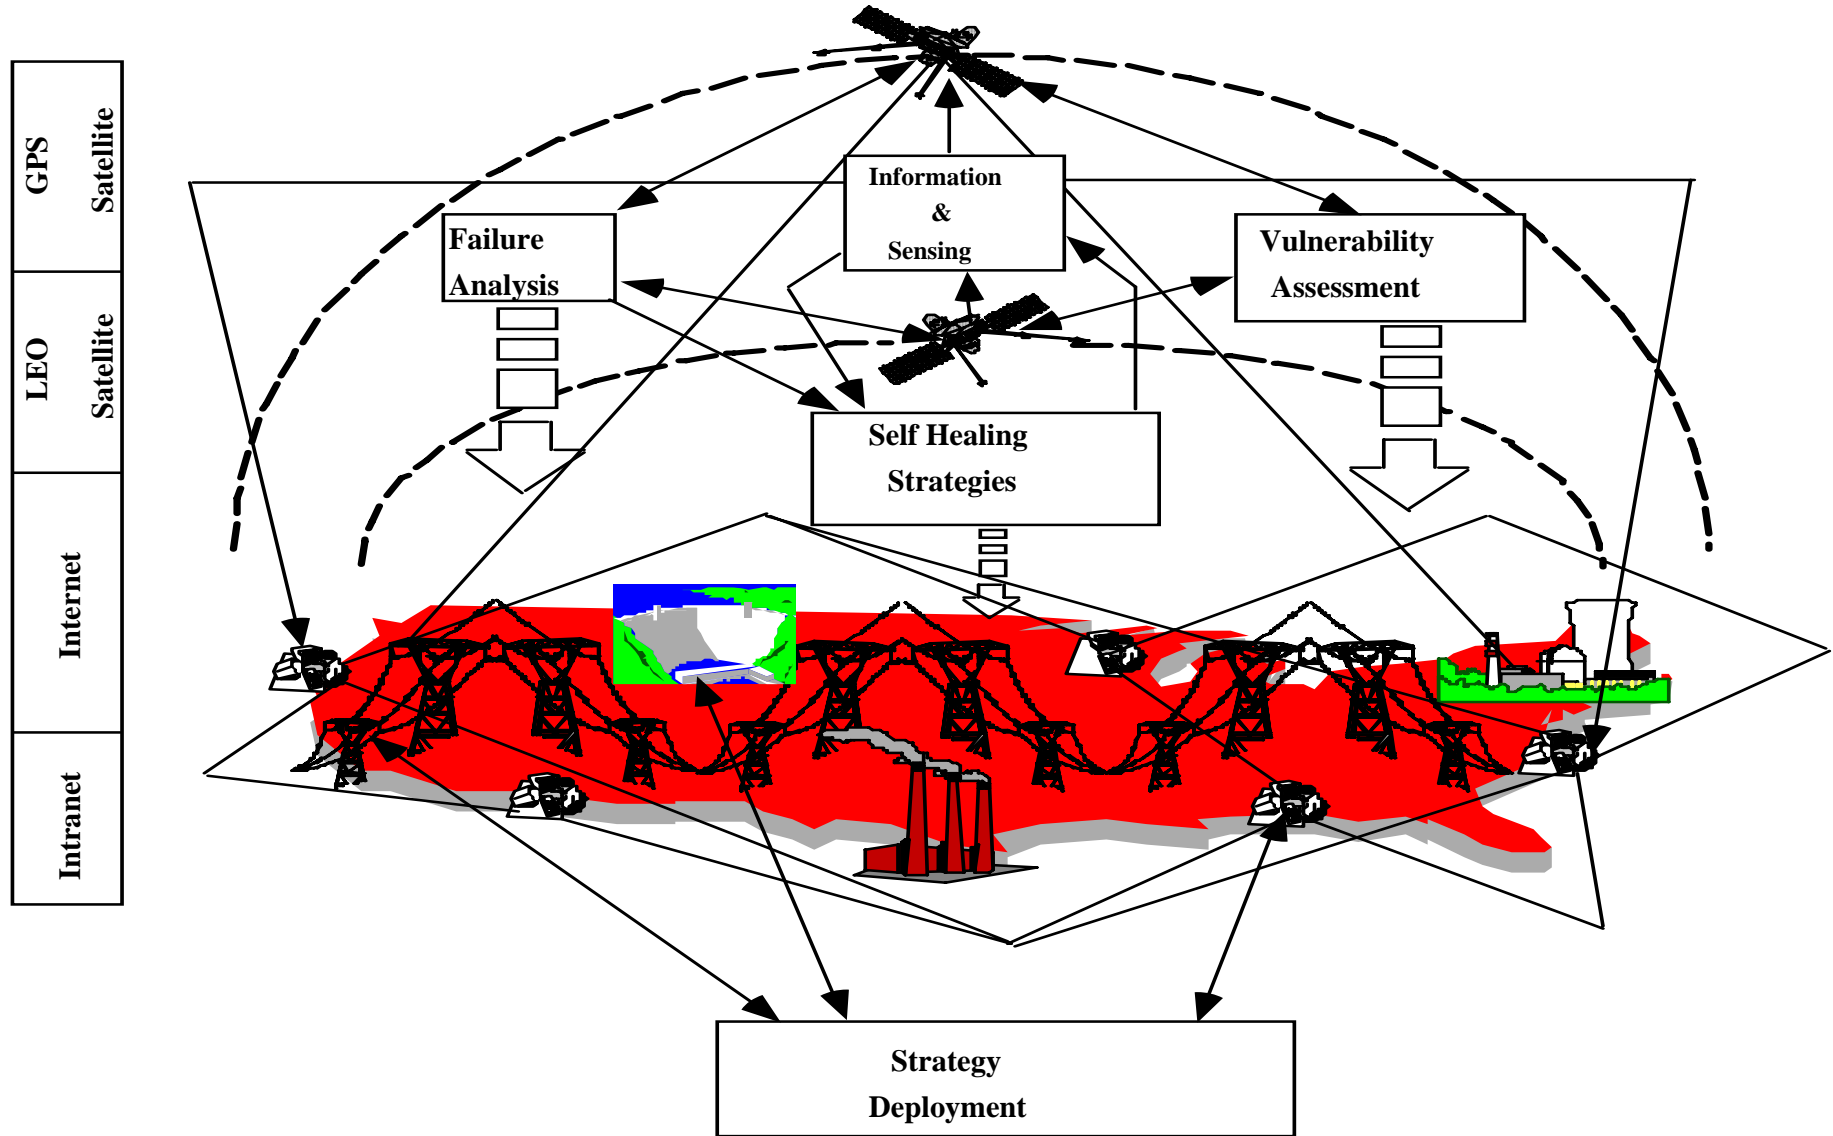 GPS
Satellite
LEO
Satellite
Internet
Intranet
Information
&
Sensing
Failure
Analysis
Vulnerability
Assessment
Self Healing
Strategies
Strategy
Deployment